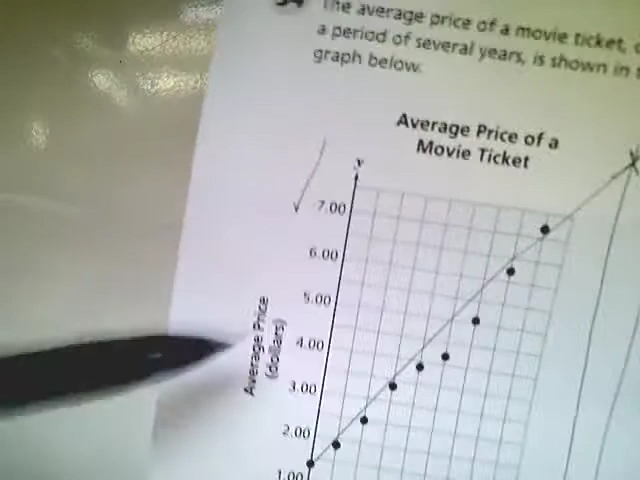 The average price of a movie ticket,
a period of several years, is shown in
graph below.
Average Price of a
Movie Ticket
y
7.00
6.00
5.00
4.00
3.00
2.00
1.00
Average Price
(dollars)